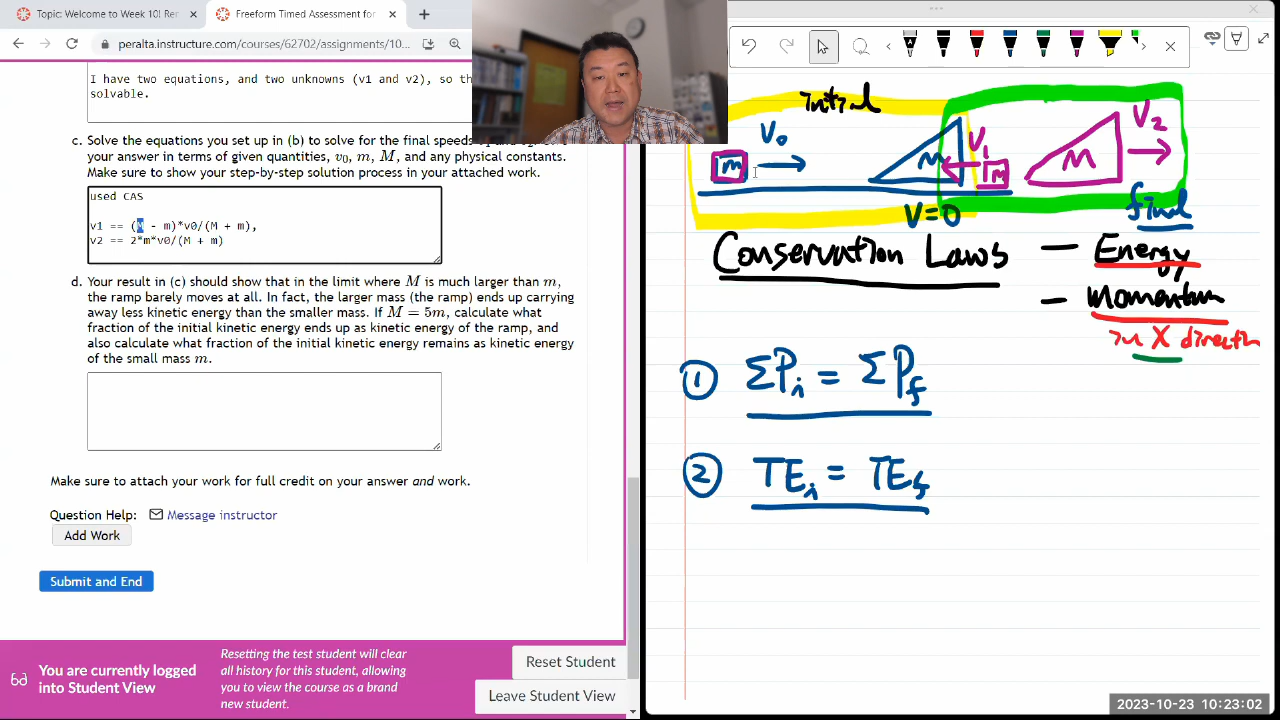 Topic: Welcome to Week 10! Rer
Freeform Timed Assessment for
peralta.instructure.com/courses/62702/assignments/10
I have two equations, and two unknowns (v1 and v2), so th
solvable.
c. Solve the equations you set up in (b) to solve for the final speeds
your answer in terms of given quantities, v0, m, M, and any physical constants.
Make sure to show your step-by-step solution process in your attached work.
used CAS
v1 == (M - m)*v0/(M + m),
v2 == 2*m*v0/(M + m)
d. Your result in (c) should show that in the limit where M is much larger than m,
the ramp barely moves at all. In fact, the larger mass (the ramp) ends up carrying
away less kinetic energy than the smaller mass. If M = 5m, calculate what
fraction of the initial kinetic energy ends up as kinetic energy of the ramp, and
also calculate what fraction of the initial kinetic energy remains as kinetic energy
of the small mass m.
Make sure to attach your work for full credit on your answer and work.
Question Help: Message instructor
Add Work
Submit and End
You are currently logged
into Student View
Resetting the test student will clear
all history for this student, allowing
you to view the course as a brand
new student.
Reset Student
Leave Student View
initial
m V0 M V1 m M V2
V=0
final
Conservation Laws – Energy
– Momentum
in X direction
① ΣPi = ΣPf
② TEi = TEf
2023-10-23 10:23:02